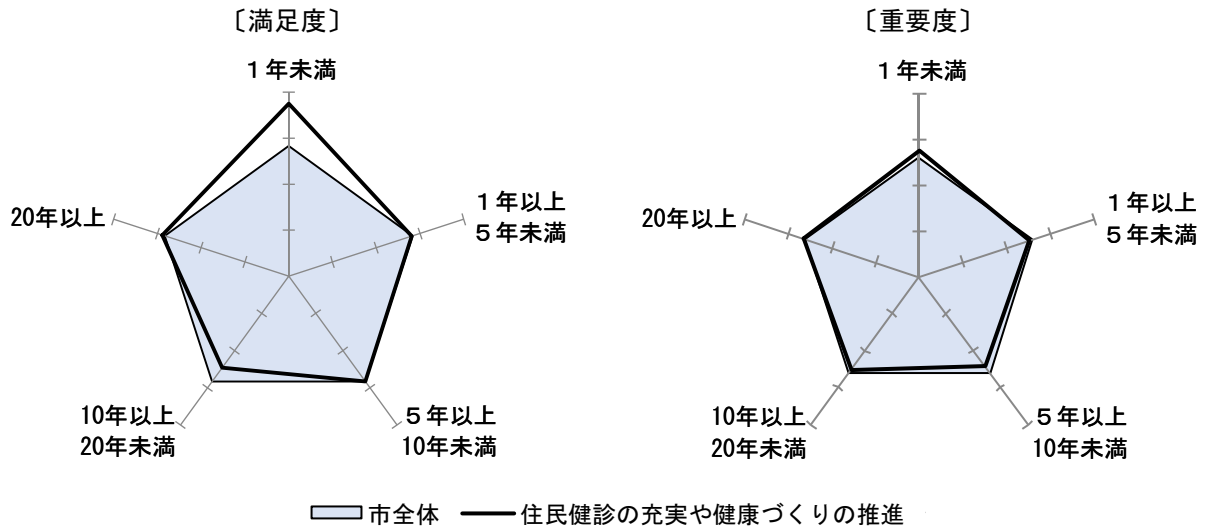 〔満足度〕
１年未満
１年以上
５年未満
５年以上
10年未満
10年以上
20年未満
20年以上
〔重要度〕
１年未満
１年以上
５年未満
５年以上
10年未満
10年以上
20年未満
20年以上
市全体
住民健診の充実や健康づくりの推進